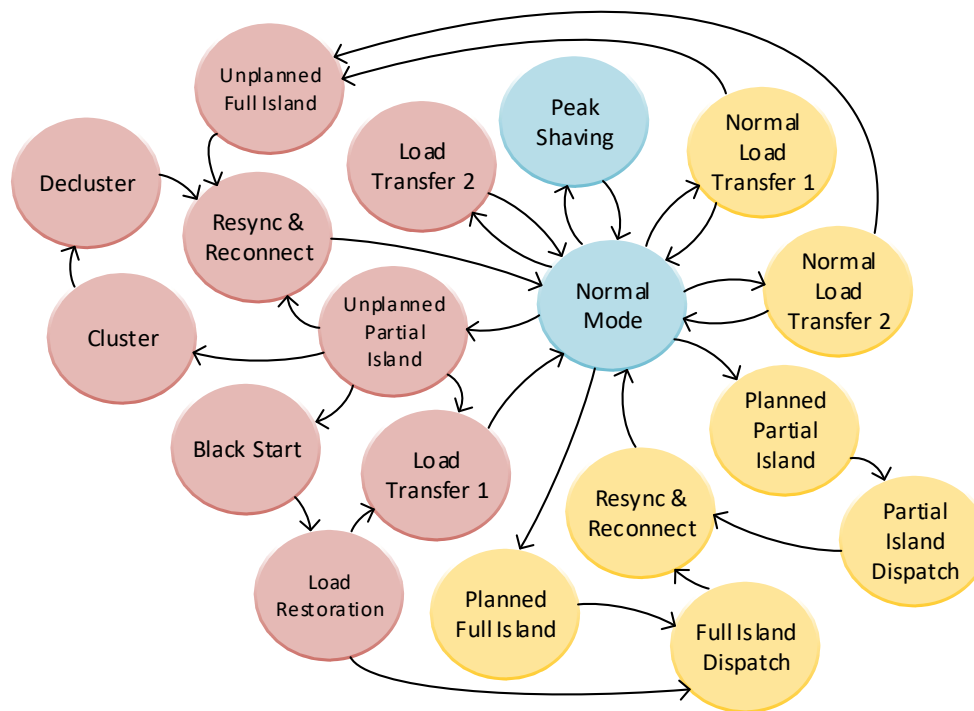 Unplanned
Full Island
Peak
Shaving
Normal
Load
Transfer 1
Load
Transfer 2
Decluster
Resync &
Reconnect
Normal
Load
Transfer 2
Normal
Mode
Unplanned
Partial
Island
Cluster
Planned
Partial
Island
Black Start
Load
Transfer 1
Resync &
Reconnect
Partial
Island
Dispatch
Load
Restoration
Planned
Full Island
Full Island
Dispatch